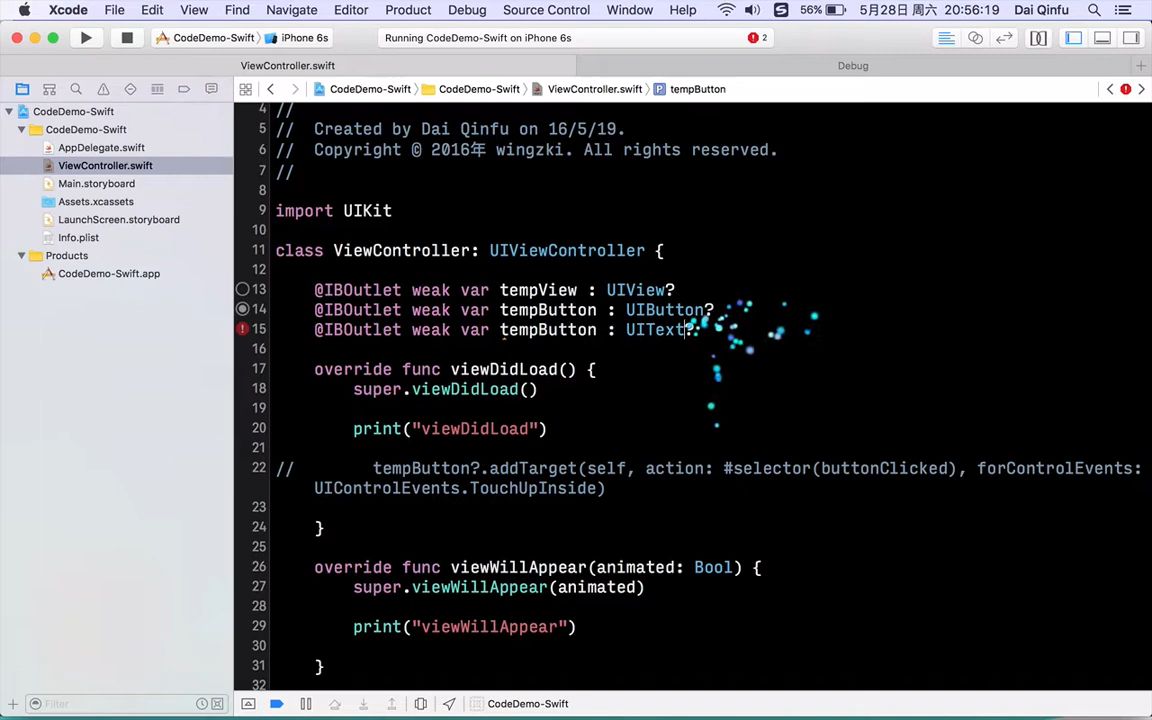 Xcode File Edit View Find Navigate Editor Product Debug Source Control Window Help 56% 5月28日 周六 20:56:19 Dai Qinfu
CodeDemo-Swift iPhone 6s Running CodeDemo-Swift on iPhone 6s 2
ViewController.swift Debug
CodeDemo-Swift CodeDemo-Swift ViewController.swift tempButton
CodeDemo-Swift
CodeDemo-Swift
AppDelegate.swift
ViewController.swift
Main.storyboard
Assets.xcassets
LaunchScreen.storyboard
Info.plist
Products
CodeDemo-Swift.app
4 //
5 // Created by Dai Qinfu on 16/5/19.
6 // Copyright © 2016年 wingzki. All rights reserved.
7 //
8
9 import UIKit
10
11 class ViewController: UIViewController {
12
13 @IBOutlet weak var tempView : UIView?
14 @IBOutlet weak var tempButton : UIButton?
15 @IBOutlet weak var tempButton : UIText?
16
17 override func viewDidLoad() {
18 super.viewDidLoad()
19
20 print("viewDidLoad")
21
22 // tempButton?.addTarget(self, action: #selector(buttonClicked), forControlEvents:
UIControlEvents.TouchUpInside)
23
24 }
25
26 override func viewWillAppear(animated: Bool) {
27 super.viewWillAppear(animated)
28
29 print("viewWillAppear")
30
31 }
32
Filter CodeDemo-Swift